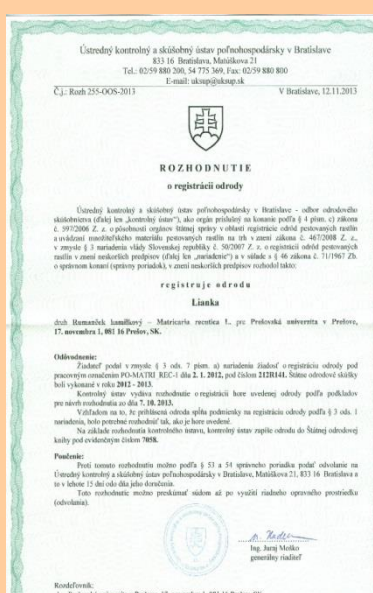 Ústredný kontrolný a skúšobný ústav poľnohospodársky v Bratislave
833 16 Bratislava, Matúškova 21
Tel.: 02/59 880 200, 54 775 369, Fax: 02/59 880 800
E-mail: uksup@uksup.sk
Č.j.: Rozh 255-OOS-2013 V Bratislave, 12.11.2013
ROZHODNUTIE
o registrácii odrody
Ústredný kontrolný a skúšobný ústav poľnohospodársky v Bratislave - odbor odrodového
skúšobníctva (ďalej len „kontrolný ústav“), ako orgán príslušný na konanie podľa § 4 písm. c) zákona
č. 597/2006 Z. z. o pôsobnosti orgánov štátnej správy v oblasti registrácie odrôd pestovaných rastlín
a uvádzaní množiteľského materiálu pestovaných rastlín na trh v znení zákona č. 467/2008 Z. z.,
v zmysle § 3 nariadenia vlády Slovenskej republiky č. 50/2007 Z. z. o registrácii odrôd pestovaných
rastlín v znení neskorších predpisov (ďalej len „nariadenie“) a v súlade s § 46 zákona č. 71/1967 Zb.
o správnom konaní (správny poriadok), v znení neskorších predpisov rozhodol takto:
registruje odrodu
Lianka
druh Rumanček kamilkový – Matricaria recutica L., pre Prešovská univerzita v Prešove,
17. novembra 1, 081 16 Prešov, SK.
Odôvodnenie:
Žiadateľ podal v zmysle § 3 ods. 7 písm. a) nariadenia žiadosť o registráciu odrody pod
pracovným označením PO-MATRI_REC-1 dňa 2. 1. 2012, pod číslom 212R141. Štátne odrodové skúšky
boli vykonané v roku 2012 - 2013.
Kontrolný ústav vydáva rozhodnutie o registrácii hore uvedenej odrody podľa podkladov
pre návrh rozhodnutia zo dňa 7. 10. 2013.
Vzhľadom na to, že prihlásená odroda spĺňa podmienky na registráciu odrody podľa § 3 ods. 1
nariadenia, bolo potrebné rozhodnúť tak, ako je hore uvedené.
Na základe rozhodnutia kontrolného ústavu, kontrolný ústav zapíše odrodu do Štátnej odrodovej
knihy pod evidenčným číslom 7058.
Poučenie:
Proti tomuto rozhodnutiu možno podľa § 53 a 54 správneho poriadku podať odvolanie na
Ústredný kontrolný a skúšobný ústav poľnohospodársky v Bratislave, Matúškova 21, 833 16 Bratislava a
to v lehote 15 dní odo dňa jeho doručenia.
Toto rozhodnutie možno preskúmať súdom až po využití riadneho opravného prostriedku
(odvolania).
Ing. Juraj Moško
generálny riaditeľ
Rozdeľovník: